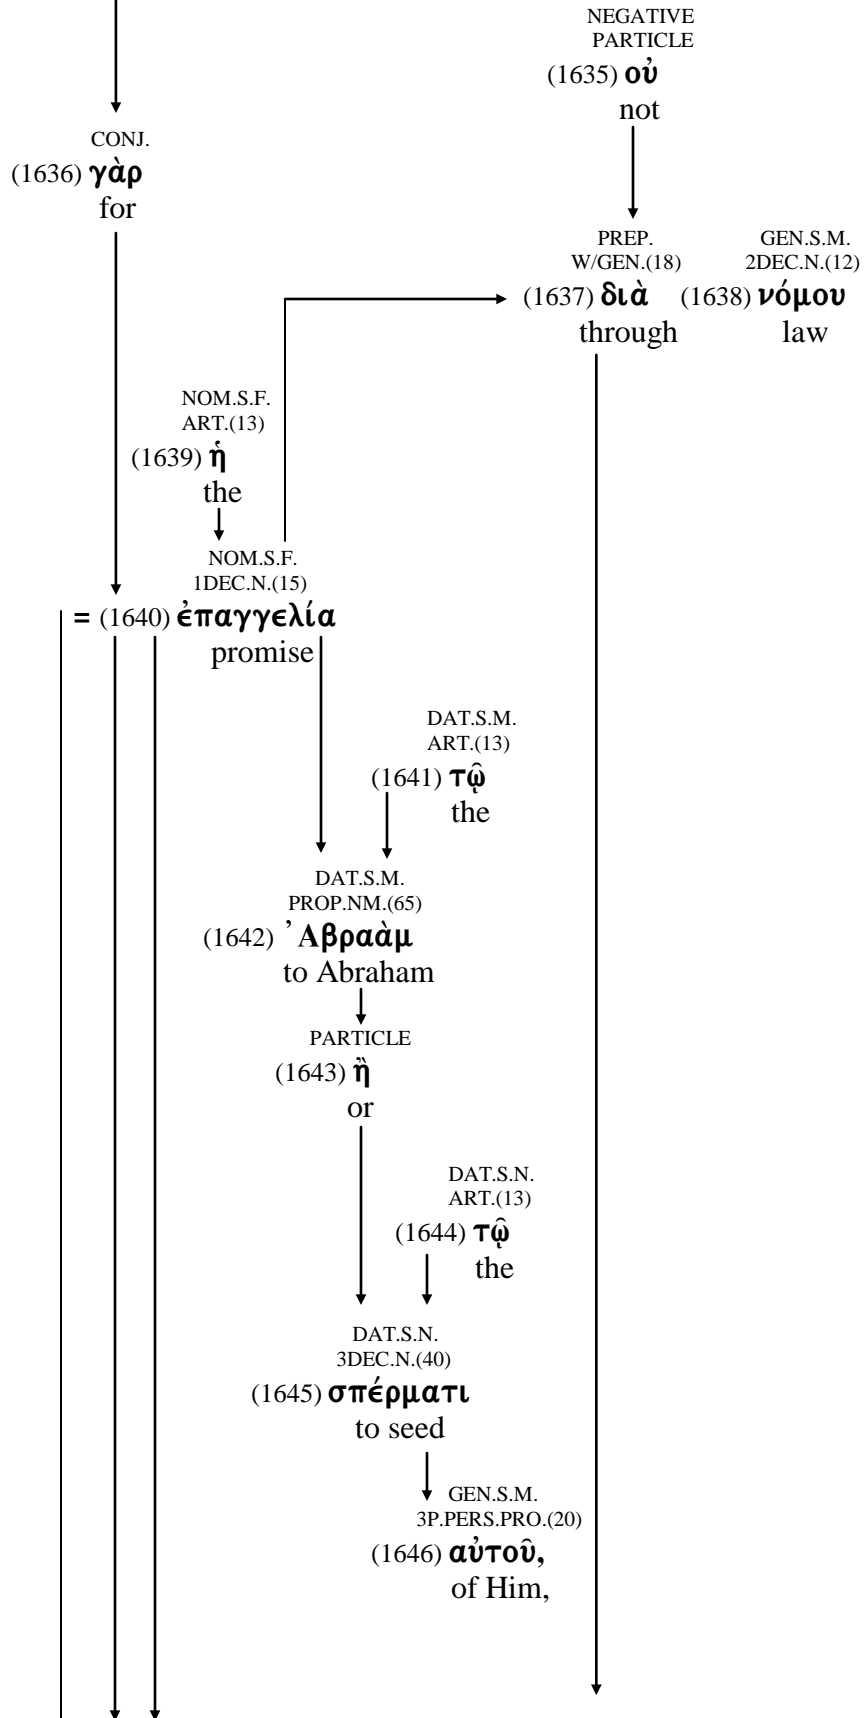 NEGATIVE
PARTICLE
(1635) οὐ
not
CONJ.
(1636) γὰρ
for
PREP.
W/GEN.(18)
(1637) διὰ
through
GEN.S.M.
2DEC.N.(12)
(1638) νόμου
law
NOM.S.F.
ART.(13)
(1639) ἡ
the
NOM.S.F.
1DEC.N.(15)
= (1640) ἐπαγγελία
promise
DAT.S.M.
ART.(13)
(1641) τῷ
the
DAT.S.M.
PROP.NM.(65)
(1642) Ἀβραὰμ
to Abraham
PARTICLE
(1643) ἢ
or
DAT.S.N.
ART.(13)
(1644) τῷ
the
DAT.S.N.
3DEC.N.(40)
(1645) σπέρματι
to seed
GEN.S.M.
3P.PERS.PRO.(20)
(1646) αὐτοῦ,
of Him,